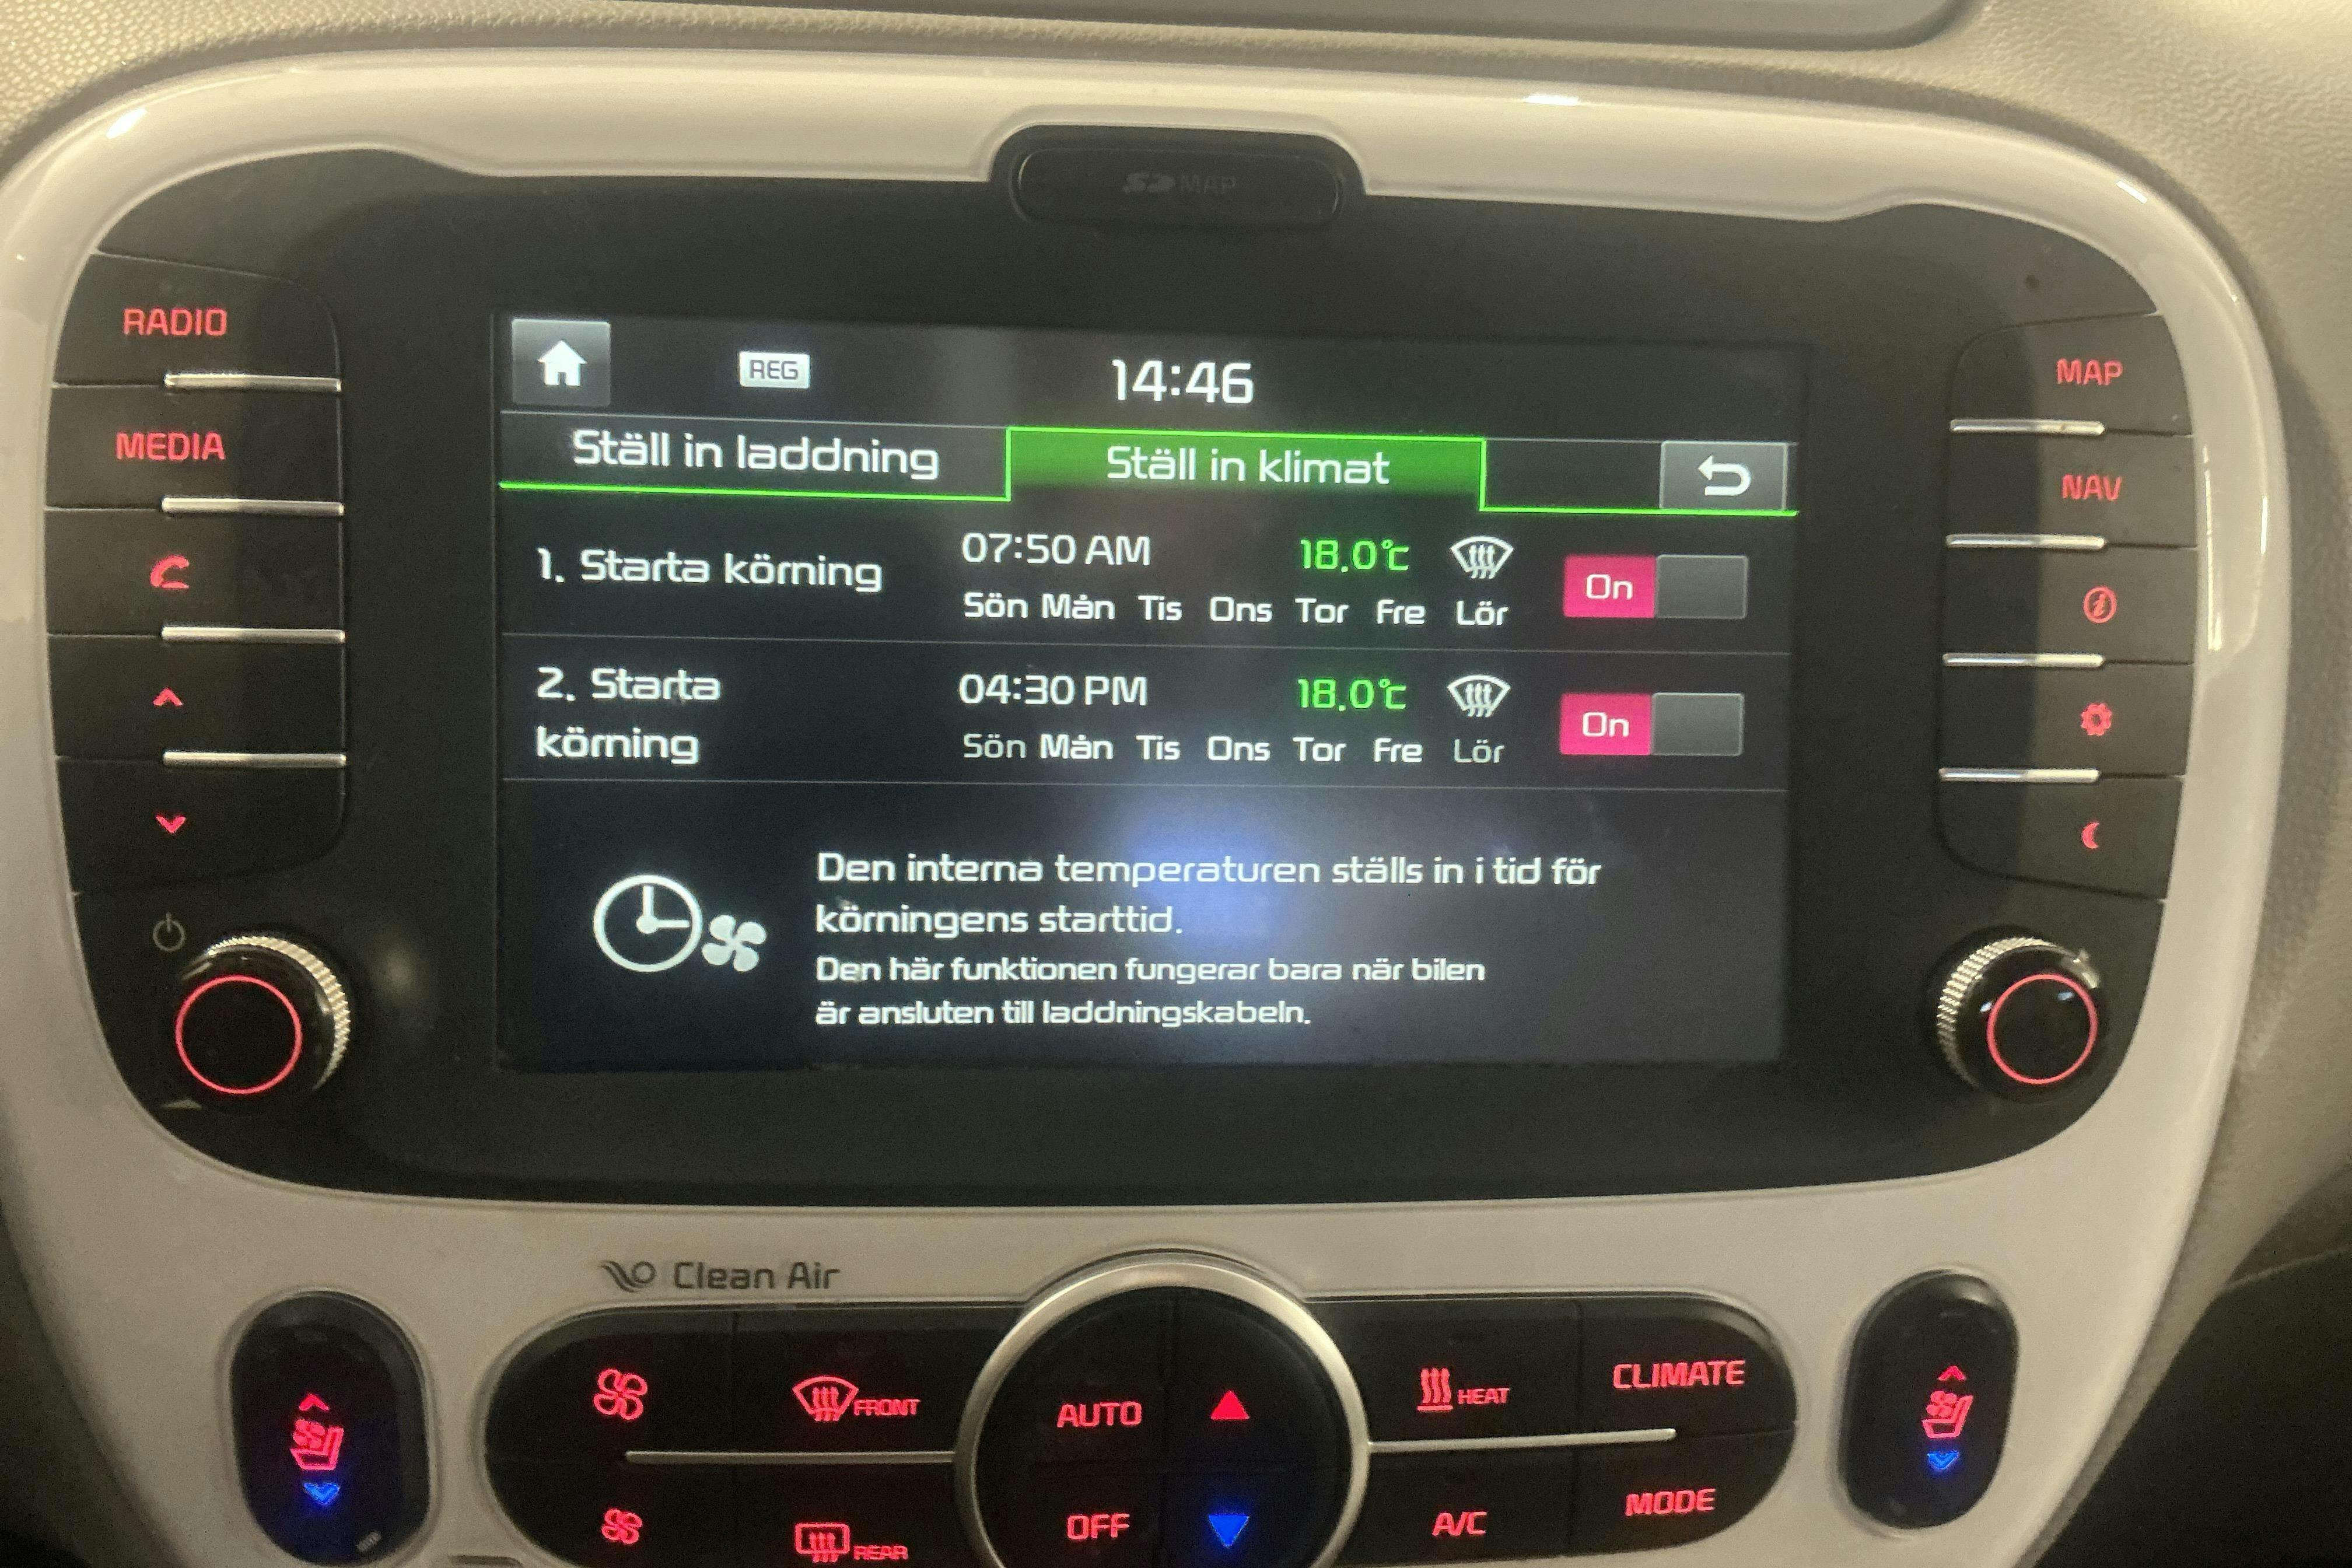 SD MAP
RADIO
MEDIA
MAP
NAV
REG 14:46
Ställ in laddning Ställ in klimat
1. Starta körning 07:50 AM 18.0°c On
Sön Mån Tis Ons Tor Fre Lör
2. Starta körning 04:30 PM 18.0°c On
Sön Mån Tis Ons Tor Fre Lör
Den interna temperaturen ställs in i tid för
körningens starttid.
Den här funktionen fungerar bara när bilen
är ansluten till laddningskabeln.
Clean Air
FRONT AUTO HEAT CLIMATE
REAR OFF A/C MODE